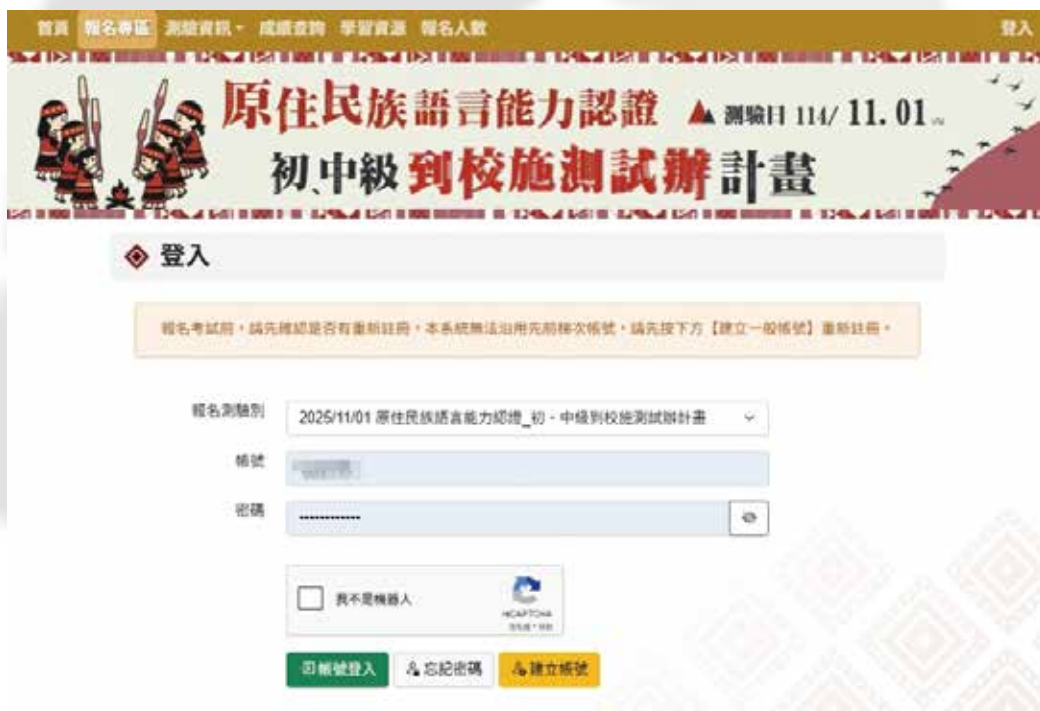 首頁 報名專區 測驗資訊 成績查詢 學習資源 報名人數 登入
原住民族語言能力認證 測驗日 114/ 11. 01
初、中級 到校施測試辦計畫
登入
報名考試前，請先確認是否有重新註冊，本系統無法沿用先前梯次帳號，請先按下方【建立一般帳號】重新註冊。
報名測驗別 2025/11/01 原住民族語言能力認證_初、中級到校施測試辦計畫
帳號
密碼 ············
我不是機器人
reCAPTCHA
帳號登入 忘記密碼 建立帳號